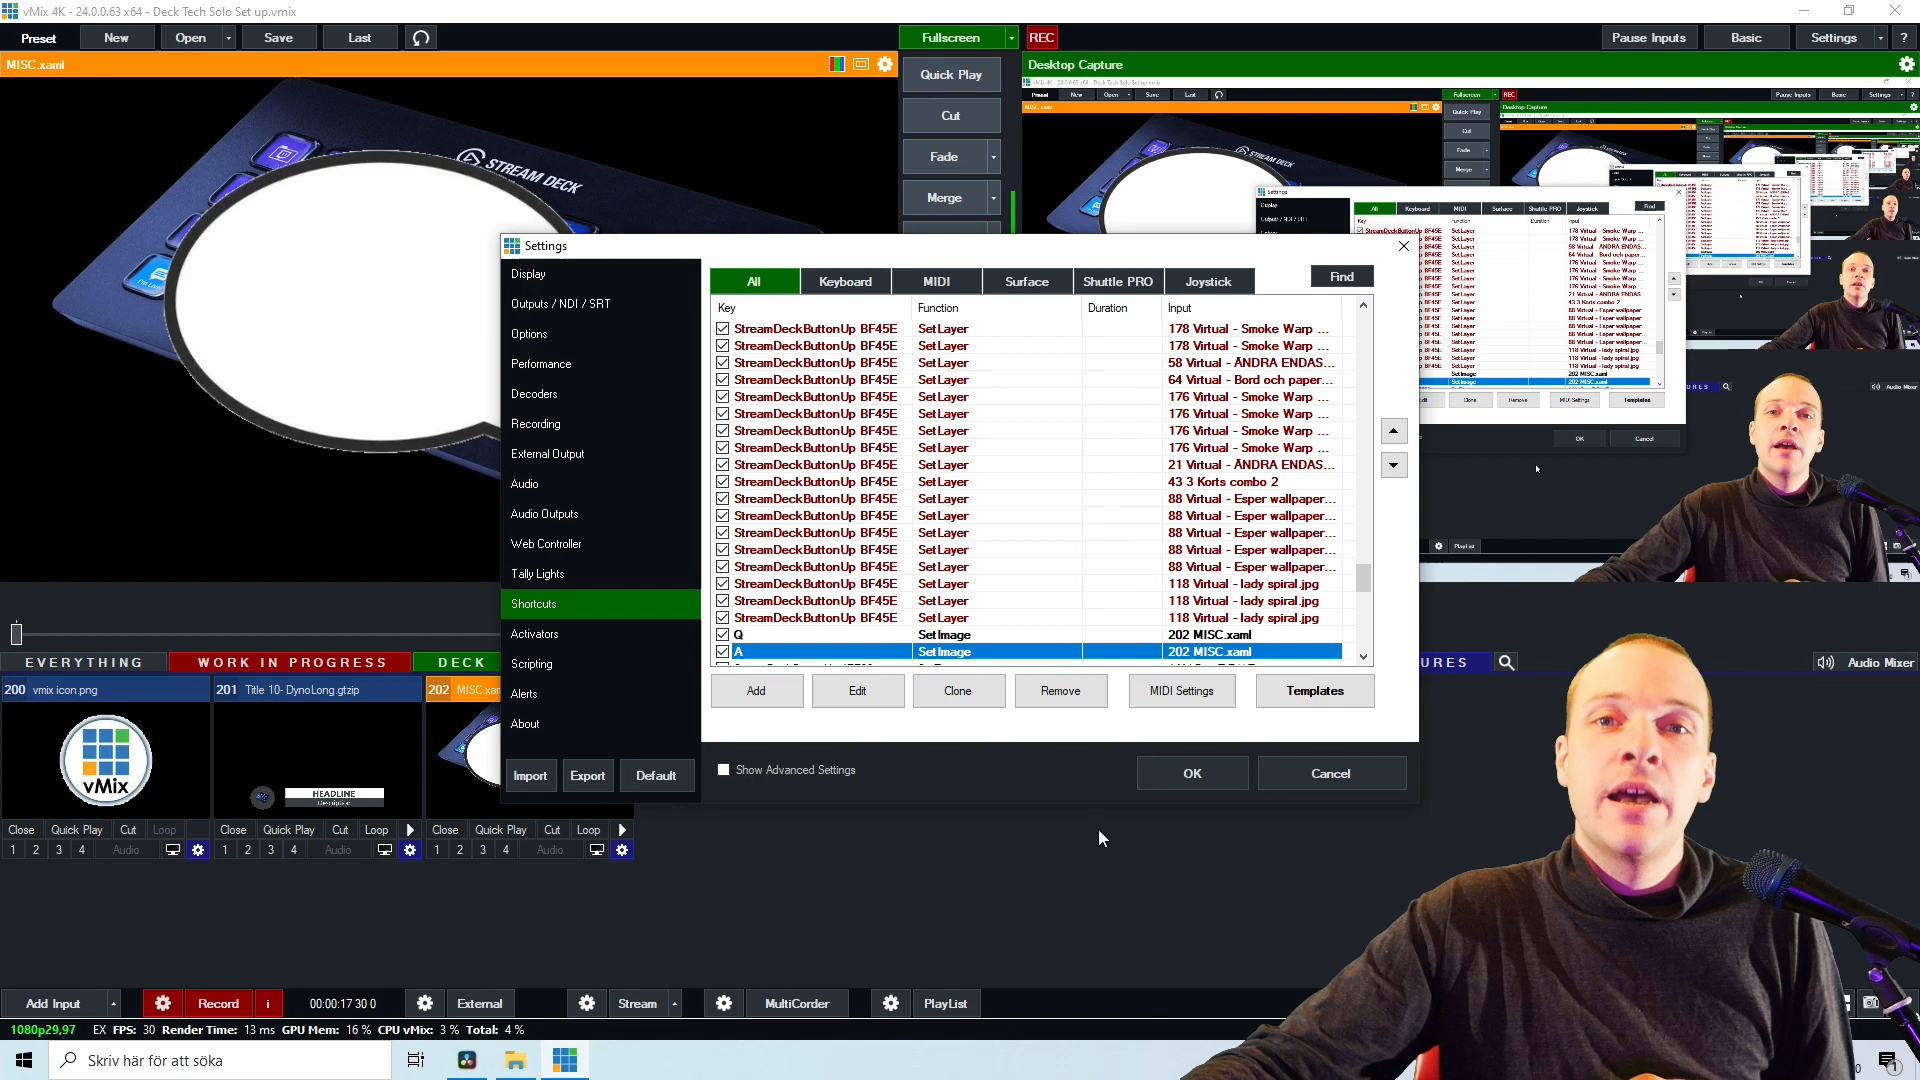 vMix 4K - 24.0.0.63 x64 - Deck Tech Solo Set up.vmix
Preset
New
Open
Save
Last
Fullscreen
REC
Pause Inputs
Basic
Settings
?
MISC.xaml
Quick Play
Cut
Fade
Merge
STREAM DECK
Desktop Capture
Settings
Display
Outputs / NDI / SRT
Options
Performance
Decoders
Recording
External Output
Audio
Audio Outputs
Web Controller
Tally Lights
Shortcuts
Activators
Scripting
Alerts
About
Import
Export
Default
All
Keyboard
MIDI
Surface
Shuttle PRO
Joystick
Find
Key Function Duration Input
StreamDeckButtonUp BF45E SetLayer 178 Virtual - Smoke Warp ...
StreamDeckButtonUp BF45E SetLayer 178 Virtual - Smoke Warp ...
StreamDeckButtonUp BF45E SetLayer 58 Virtual - ÄNDRA ENDAS...
StreamDeckButtonUp BF45E SetLayer 64 Virtual - Bord och paper...
StreamDeckButtonUp BF45E SetLayer 176 Virtual - Smoke Warp ...
StreamDeckButtonUp BF45E SetLayer 176 Virtual - Smoke Warp ...
StreamDeckButtonUp BF45E SetLayer 176 Virtual - Smoke Warp ...
StreamDeckButtonUp BF45E SetLayer 176 Virtual - Smoke Warp ...
StreamDeckButtonUp BF45E SetLayer 21 Virtual - ÄNDRA ENDAS...
StreamDeckButtonUp BF45E SetLayer 43 3 Korts combo 2
StreamDeckButtonUp BF45E SetLayer 88 Virtual - Esper wallpaper...
StreamDeckButtonUp BF45E SetLayer 88 Virtual - Esper wallpaper...
StreamDeckButtonUp BF45E SetLayer 88 Virtual - Esper wallpaper...
StreamDeckButtonUp BF45E SetLayer 88 Virtual - Esper wallpaper...
StreamDeckButtonUp BF45E SetLayer 88 Virtual - Esper wallpaper...
StreamDeckButtonUp BF45E SetLayer 118 Virtual - lady spiral.jpg
StreamDeckButtonUp BF45E SetLayer 118 Virtual - lady spiral.jpg
StreamDeckButtonUp BF45E SetLayer 118 Virtual - lady spiral.jpg
Q SetImage 202 MISC.xaml
A SetImage 202 MISC.xaml
Add
Edit
Clone
Remove
MIDI Settings
Templates
Show Advanced Settings
OK
Cancel
EVERYTHING
WORK IN PROGRESS
DECK
URES
Audio Mixer
200 vmix icon.png
201 Title 10- DynoLong.gtzip
202 MISC.xam
vMix
HEADLINE
Description
Close Quick Play Cut Loop
Close Quick Play Cut Loop
Close Quick Play Cut Loop
1 2 3 4 Audio
1 2 3 4 Audio
1 2 3 4 Audio
Add Input
Record
i
00:00:17 30 0
External
Stream
MultiCorder
PlayList
1080p29,97 EX FPS: 30 Render Time: 13 ms GPU Mem: 16 % CPU vMix: 3 % Total: 4 %
Skriv här för att söka